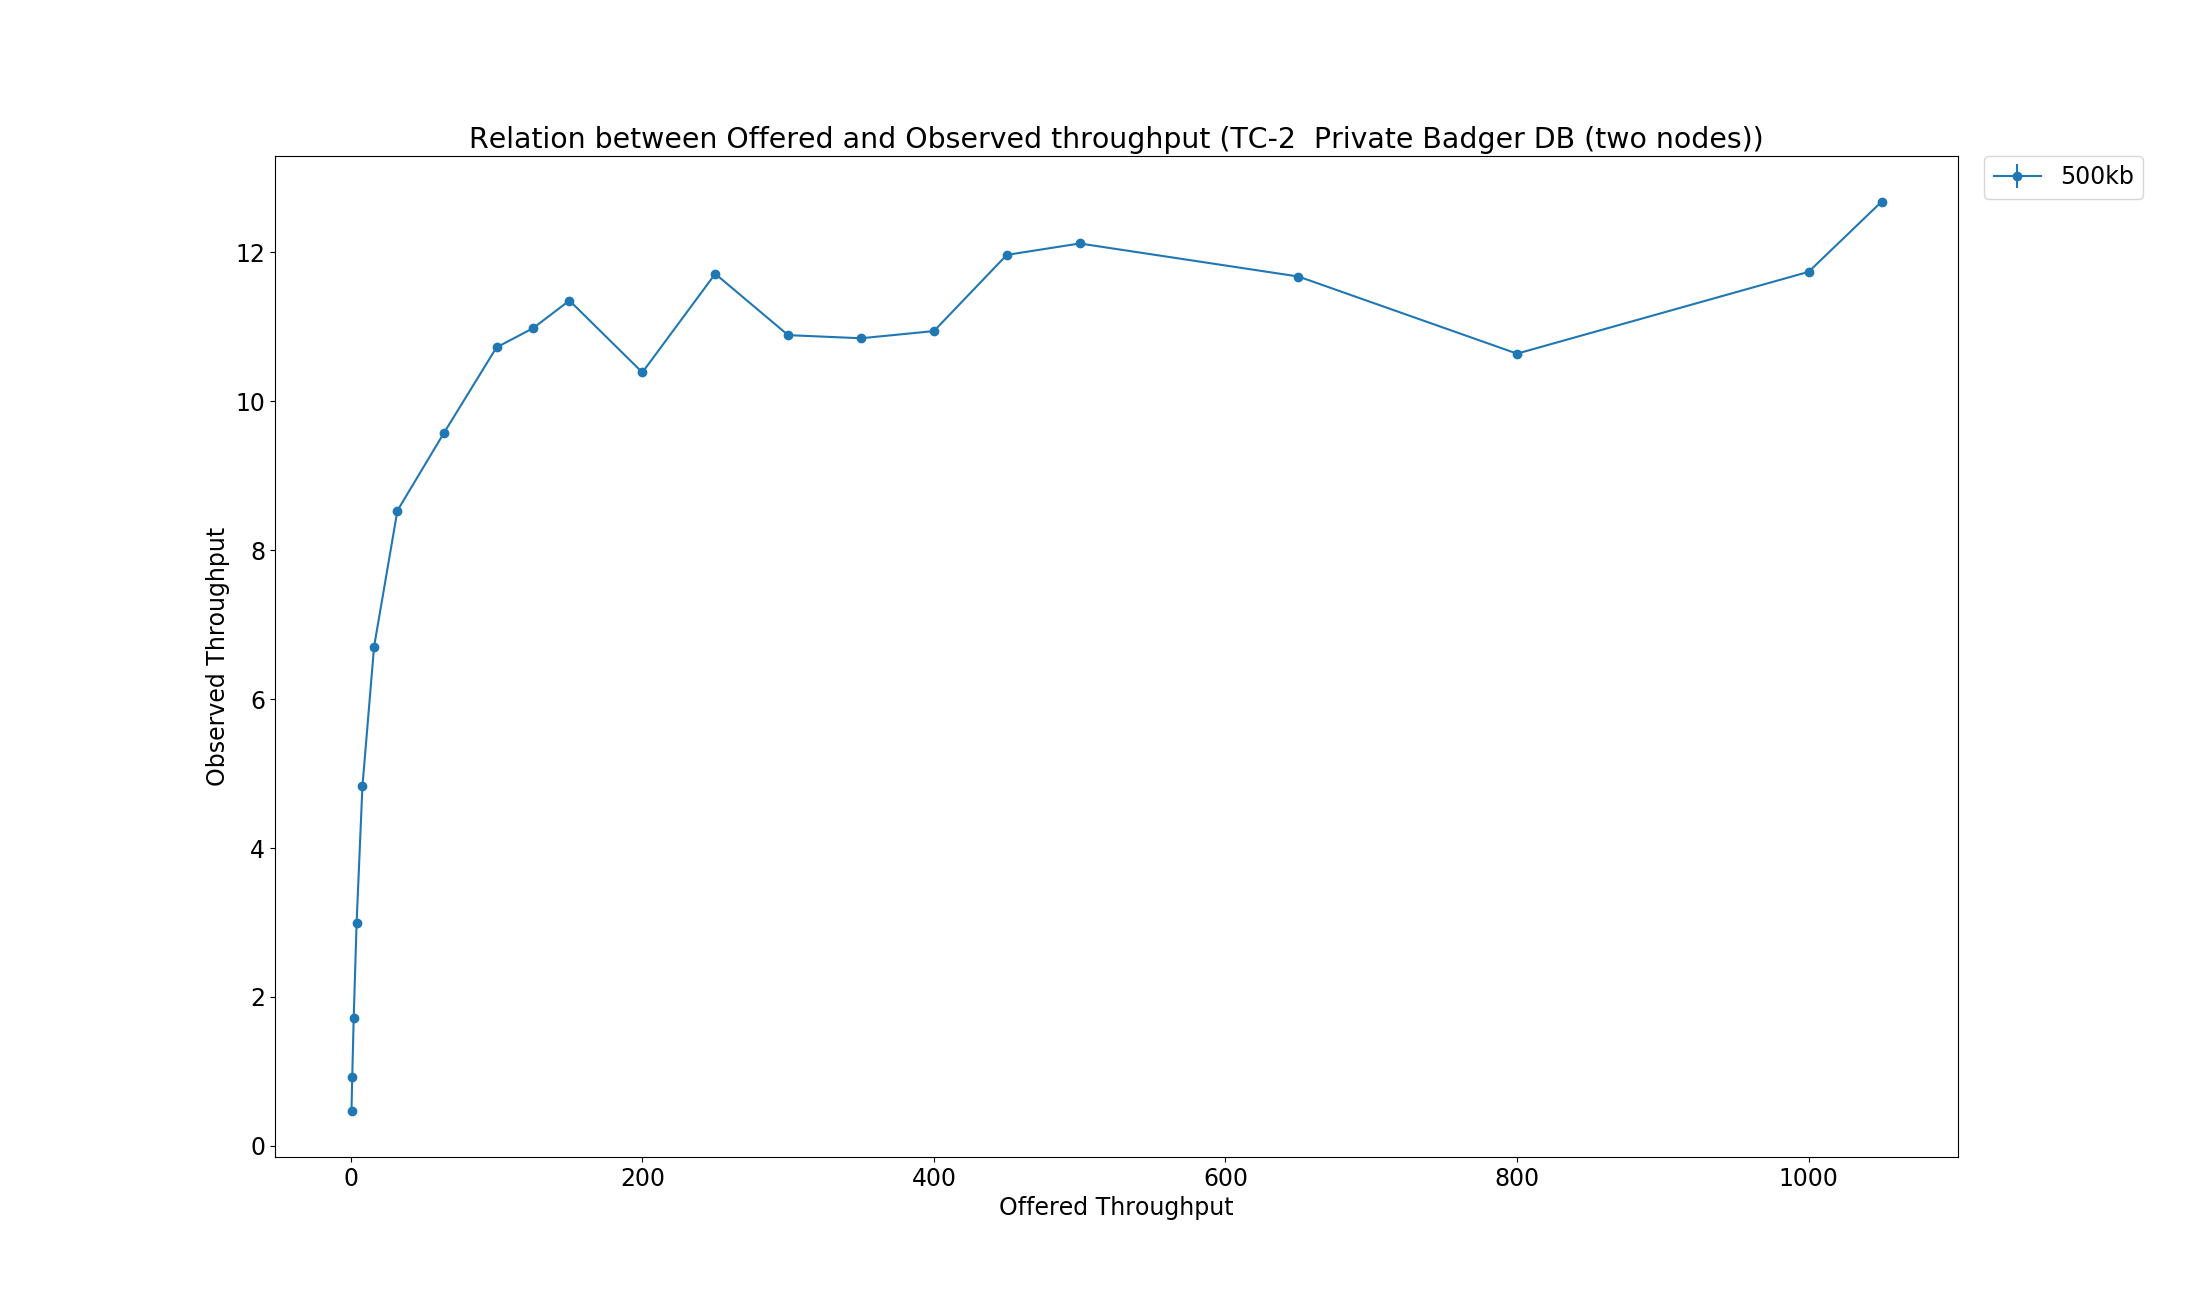 Relation between Offered and Observed throughput (TC-2  Private Badger DB (two nodes))
500kb
12
10
8
6
4
2
0
Observed Throughput
0 200 400 600 800 1000
Offered Throughput